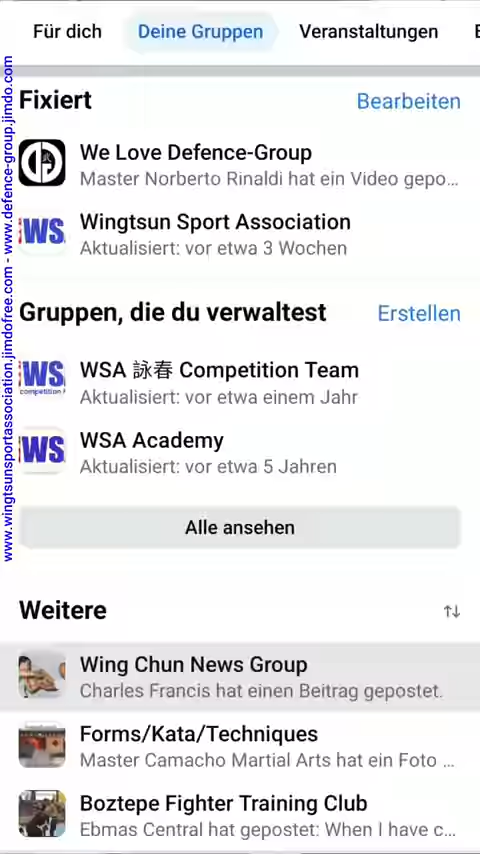 Für dich Deine Gruppen Veranstaltungen
Fixiert Bearbeiten
We Love Defence-Group
Master Norberto Rinaldi hat ein Video gepo...
WS
Wingtsun Sport Association
Aktualisiert: vor etwa 3 Wochen
Gruppen, die du verwaltest Erstellen
WS
competition
WSA 詠春 Competition Team
Aktualisiert: vor etwa einem Jahr
WS
WSA Academy
Aktualisiert: vor etwa 5 Jahren
Alle ansehen
Weitere
Wing Chun News Group
Charles Francis hat einen Beitrag gepostet.
Forms/Kata/Techniques
Master Camacho Martial Arts hat ein Foto ...
Boztepe Fighter Training Club
Ebmas Central hat gepostet: When I have c...
www.wingtsunsportassociation.jimdofree.com - www.defence-group.jimdo.com